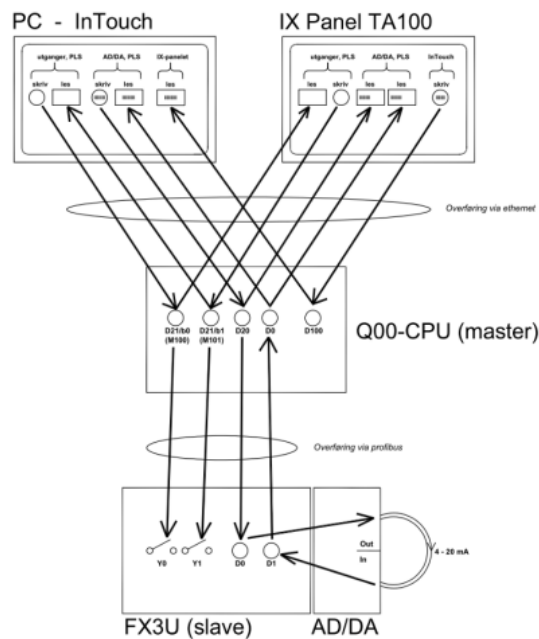 PC - InTouch
IX Panel TA100
utganger, PLS
AD/DA, PLS
IX-panelet
skriv
les
skriv
les
les
utganger, PLS
AD/DA, PLS
InTouch
les
skriv
les
les
skriv
Overføring via ethernet
D21/b0
(M100)
D21/b1
(M101)
D20
D0
D100
Q00-CPU (master)
Overføring via profibus
Y0
Y1
D0
D1
Out
In
4 - 20 mA
FX3U (slave)
AD/DA